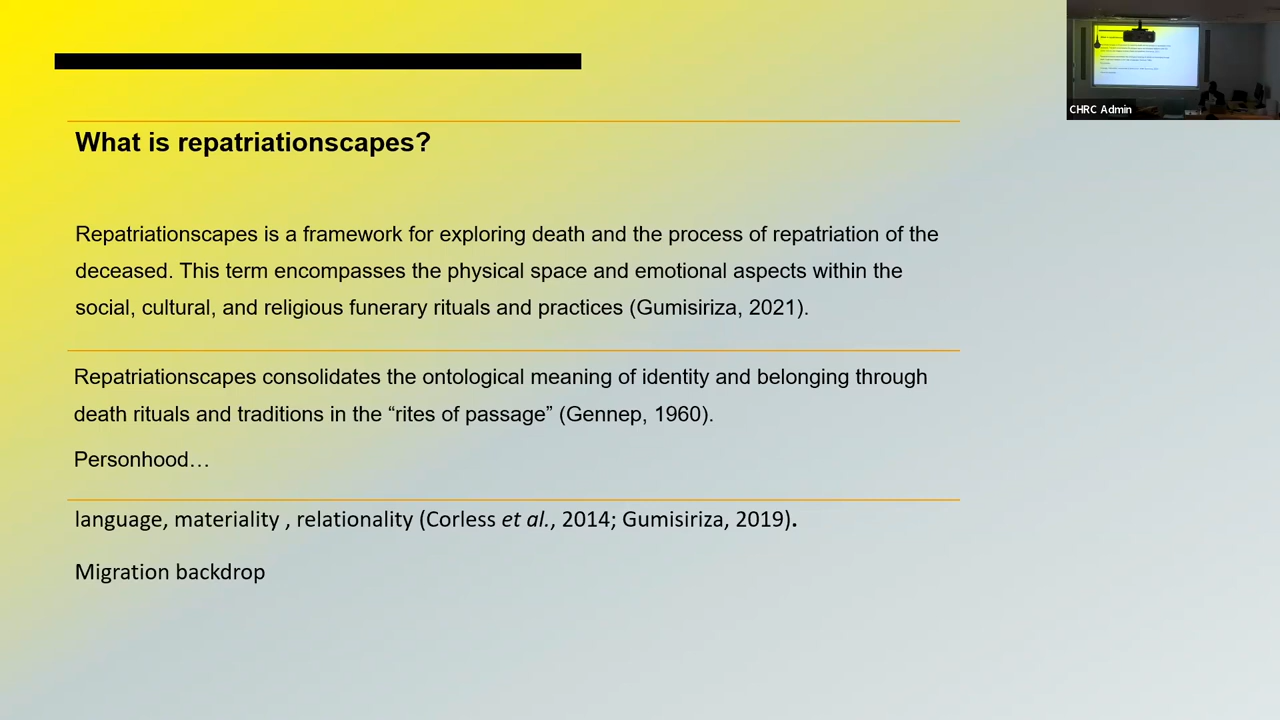 What is repatriationscapes?
Repatriationscapes is a framework for exploring death and the process of repatriation of the
deceased. This term encompasses the physical space and emotional aspects within the
social, cultural, and religious funerary rituals and practices (Gumisiriza, 2021).
Repatriationscapes consolidates the ontological meaning of identity and belonging through
death rituals and traditions in the “rites of passage” (Gennep, 1960).
Personhood…
language, materiality , relationality (Corless et al., 2014; Gumisiriza, 2019).
Migration backdrop
CHRC Admin